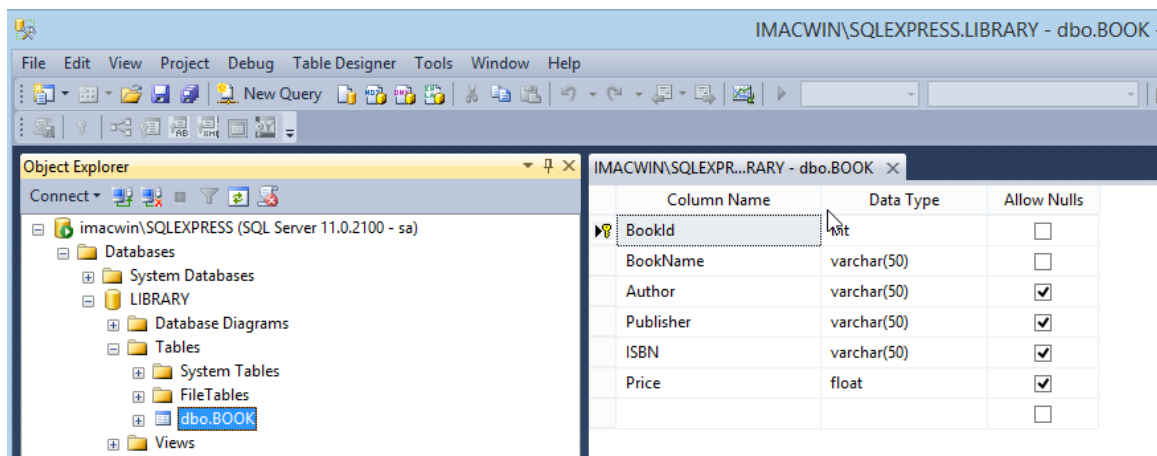 IMACWIN\SQLEXPRESS.LIBRARY - dbo.BOOK -
File Edit View Project Debug Table Designer Tools Window Help
New Query
Object Explorer
Connect
imacwin\SQLEXPRESS (SQL Server 11.0.2100 - sa)
Databases
System Databases
LIBRARY
Database Diagrams
Tables
System Tables
FileTables
dbo.BOOK
Views
IMACWIN\SQLEXPR...RARY - dbo.BOOK
Column Name Data Type Allow Nulls
BookId int
BookName varchar(50)
Author varchar(50)
Publisher varchar(50)
ISBN varchar(50)
Price float